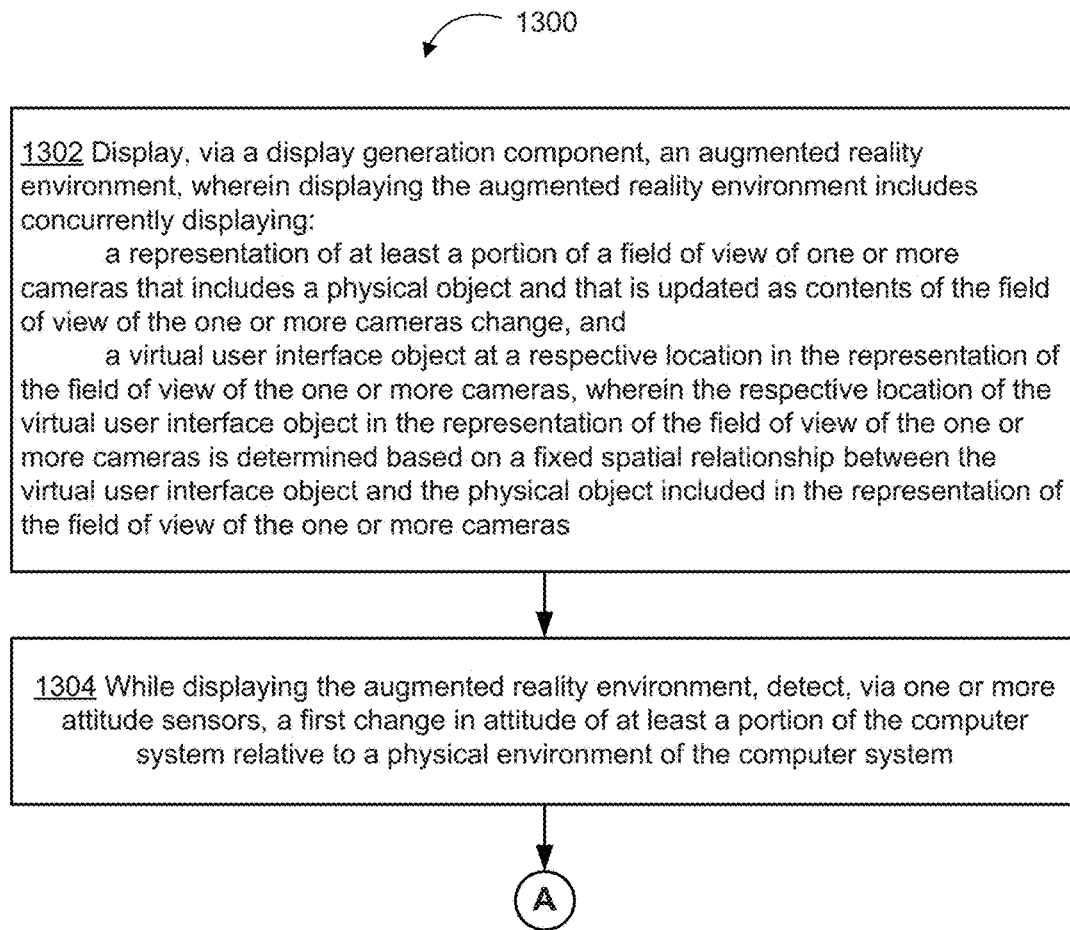 1300
1302 Display, via a display generation component, an augmented reality
environment, wherein displaying the augmented reality environment includes
concurrently displaying:
a representation of at least a portion of a field of view of one or more
cameras that includes a physical object and that is updated as contents of the field
of view of the one or more cameras change, and
a virtual user interface object at a respective location in the representation of
the field of view of the one or more cameras, wherein the respective location of the
virtual user interface object in the representation of the field of view of the one or
more cameras is determined based on a fixed spatial relationship between the
virtual user interface object and the physical object included in the representation of
the field of view of the one or more cameras
1304 While displaying the augmented reality environment, detect, via one or more
attitude sensors, a first change in attitude of at least a portion of the computer
system relative to a physical environment of the computer system
A